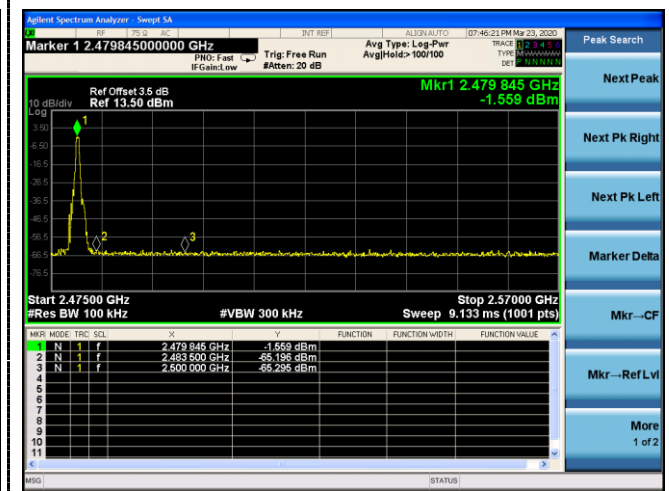 Agilent Spectrum Analyzer - Swept SA
RF 75 Ω AC INT REF ALIGN AUTO 07:46:21 PM Mar 23, 2020
Marker 1 2.479845000000 GHz
PNO: Fast
IFGain:Low
Trig: Free Run
#Atten: 20 dB
Avg Type: Log-Pwr
Avg|Hold:>100/100
TRACE 1 2 3 4 5 6
TYPE
DET P N N N N N
Peak Search
Next Peak
Next Pk Right
Next Pk Left
Marker Delta
Mkr→CF
Mkr→Ref Lvl
More
1 of 2
Mkr1 2.479 845 GHz
-1.559 dBm
Ref Offset 3.5 dB
10 dB/div Ref 13.50 dBm
Log
3.50
-6.50
-16.5
-26.5
-36.5
-46.5
-56.5
-66.5
-76.5
1
2
3
Start 2.47500 GHz Stop 2.57000 GHz
#Res BW 100 kHz #VBW 300 kHz Sweep 9.133 ms (1001 pts)
MKR MODE TRC SCL X Y FUNCTION FUNCTION WIDTH FUNCTION VALUE
1 N 1 f 2.479 845 GHz -1.559 dBm
2 N 1 f 2.483 500 GHz -65.196 dBm
3 N 1 f 2.500 000 GHz -65.295 dBm
4
5
6
7
8
9
10
11
MSG STATUS